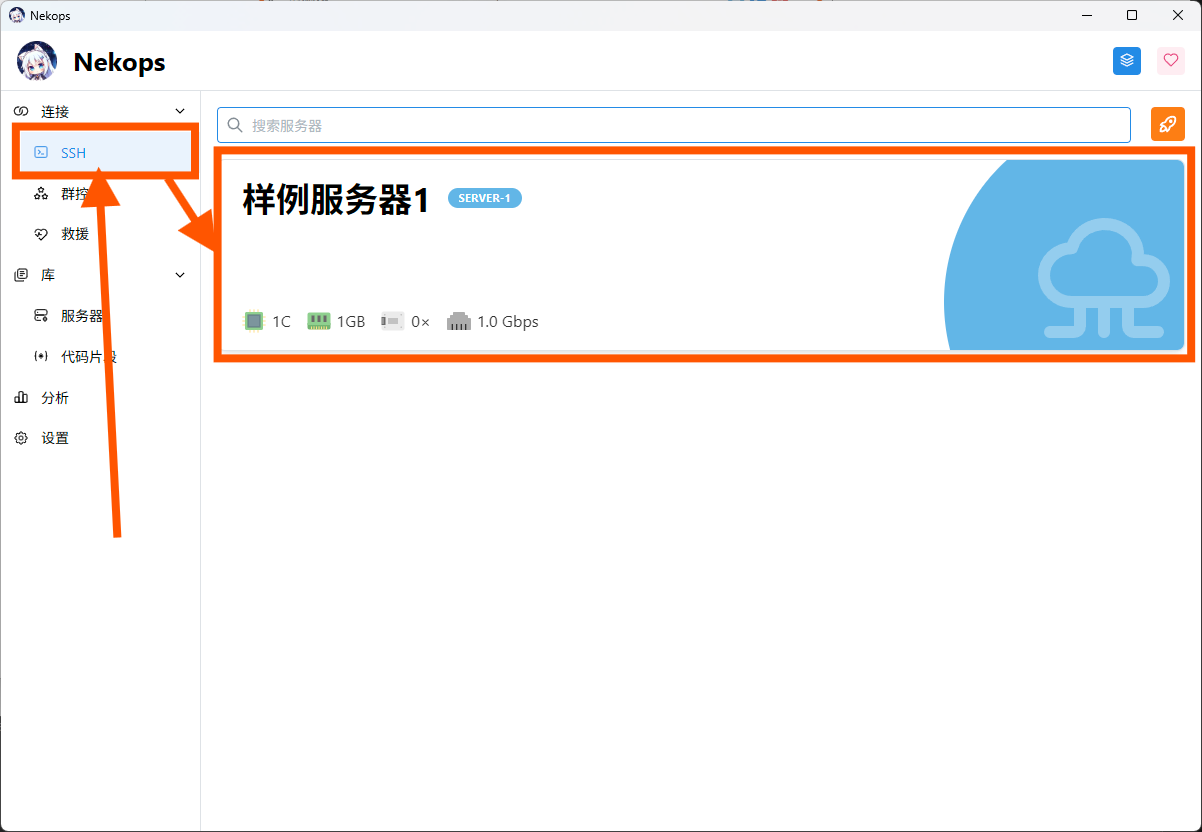 Nekops
Nekops
连接
SSH
群控
救援
库
服务器
代码片段
分析
设置
搜索服务器
样例服务器1 SERVER-1
1C 1GB 0× 1.0 Gbps